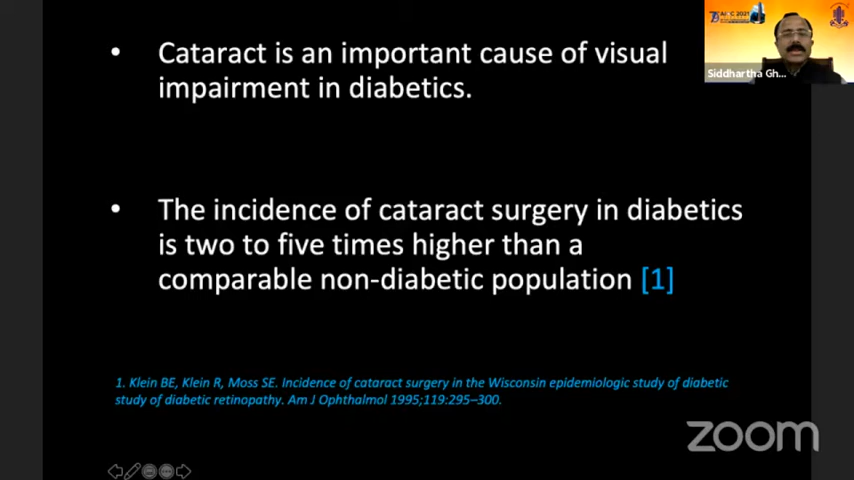 • Cataract is an important cause of visual
impairment in diabetics.
• The incidence of cataract surgery in diabetics
is two to five times higher than a
comparable non-diabetic population [1]
1. Klein BE, Klein R, Moss SE. Incidence of cataract surgery in the Wisconsin epidemiologic study of diabetic
study of diabetic retinopathy. Am J Ophthalmol 1995;119:295–300.
2021
Siddhartha Gh...
zoom